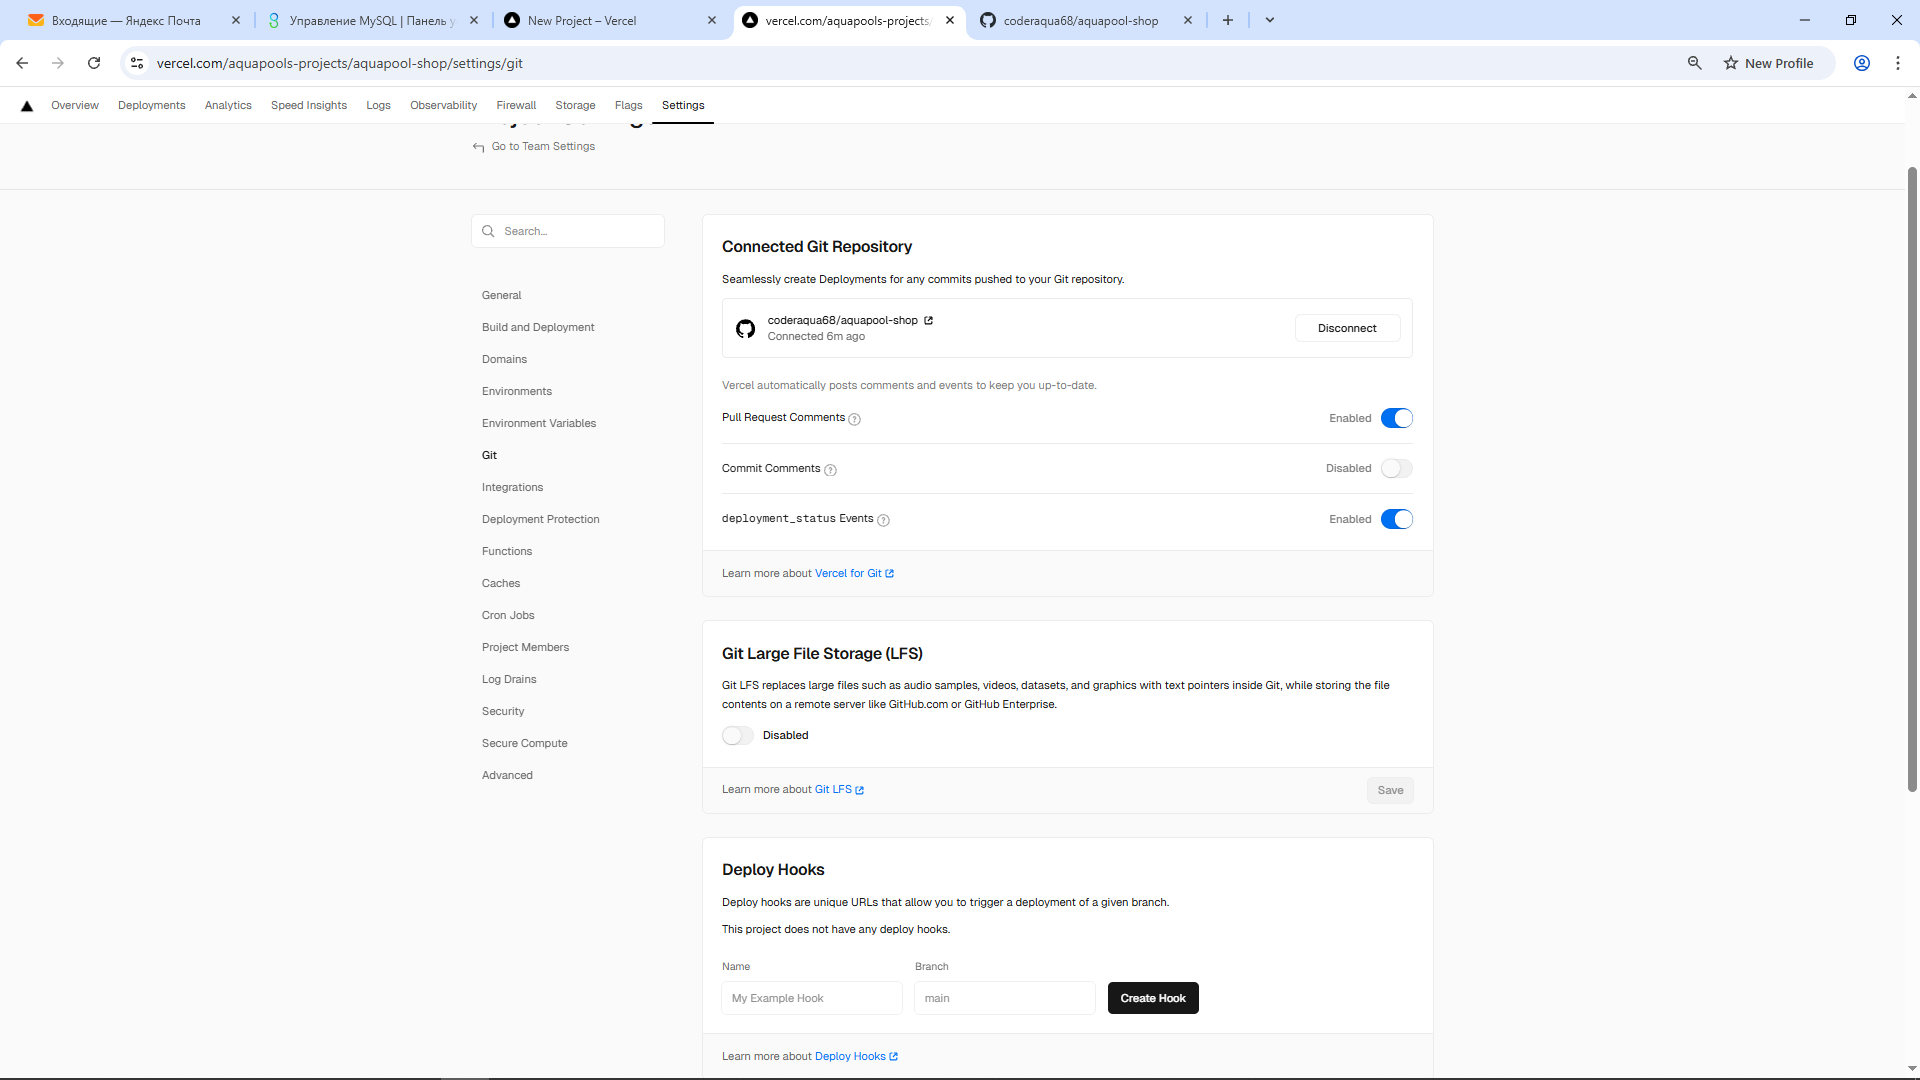 Входящие — Яндекс Почта
Управление MySQL | Панель у
New Project – Vercel
vercel.com/aquapools-projects/
coderaqua68/aquapool-shop
vercel.com/aquapools-projects/aquapool-shop/settings/git
New Profile
Overview
Deployments
Analytics
Speed Insights
Logs
Observability
Firewall
Storage
Flags
Settings
Go to Team Settings
Search...
General
Build and Deployment
Domains
Environments
Environment Variables
Git
Integrations
Deployment Protection
Functions
Caches
Cron Jobs
Project Members
Log Drains
Security
Secure Compute
Advanced
Connected Git Repository
Seamlessly create Deployments for any commits pushed to your Git repository.
coderaqua68/aquapool-shop
Connected 6m ago
Disconnect
Vercel automatically posts comments and events to keep you up-to-date.
Pull Request Comments
Enabled
Commit Comments
Disabled
deployment_status Events
Enabled
Learn more about Vercel for Git
Git Large File Storage (LFS)
Git LFS replaces large files such as audio samples, videos, datasets, and graphics with text pointers inside Git, while storing the file
contents on a remote server like GitHub.com or GitHub Enterprise.
Disabled
Learn more about Git LFS
Save
Deploy Hooks
Deploy hooks are unique URLs that allow you to trigger a deployment of a given branch.
This project does not have any deploy hooks.
Name
Branch
My Example Hook
main
Create Hook
Learn more about Deploy Hooks